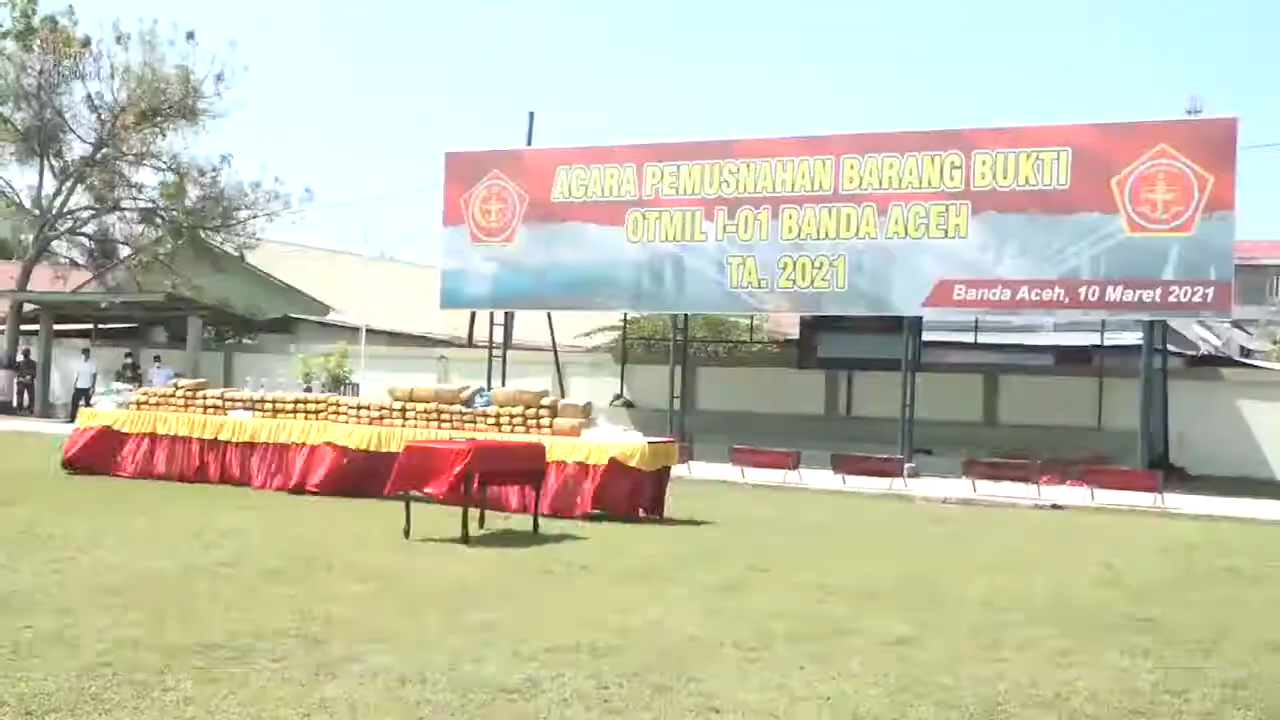 ACARA PEMUSNAHAN BARANG BUKTI
OTMIL I-01 BANDA ACEH
TA. 2021
Banda Aceh, 10 Maret 2021